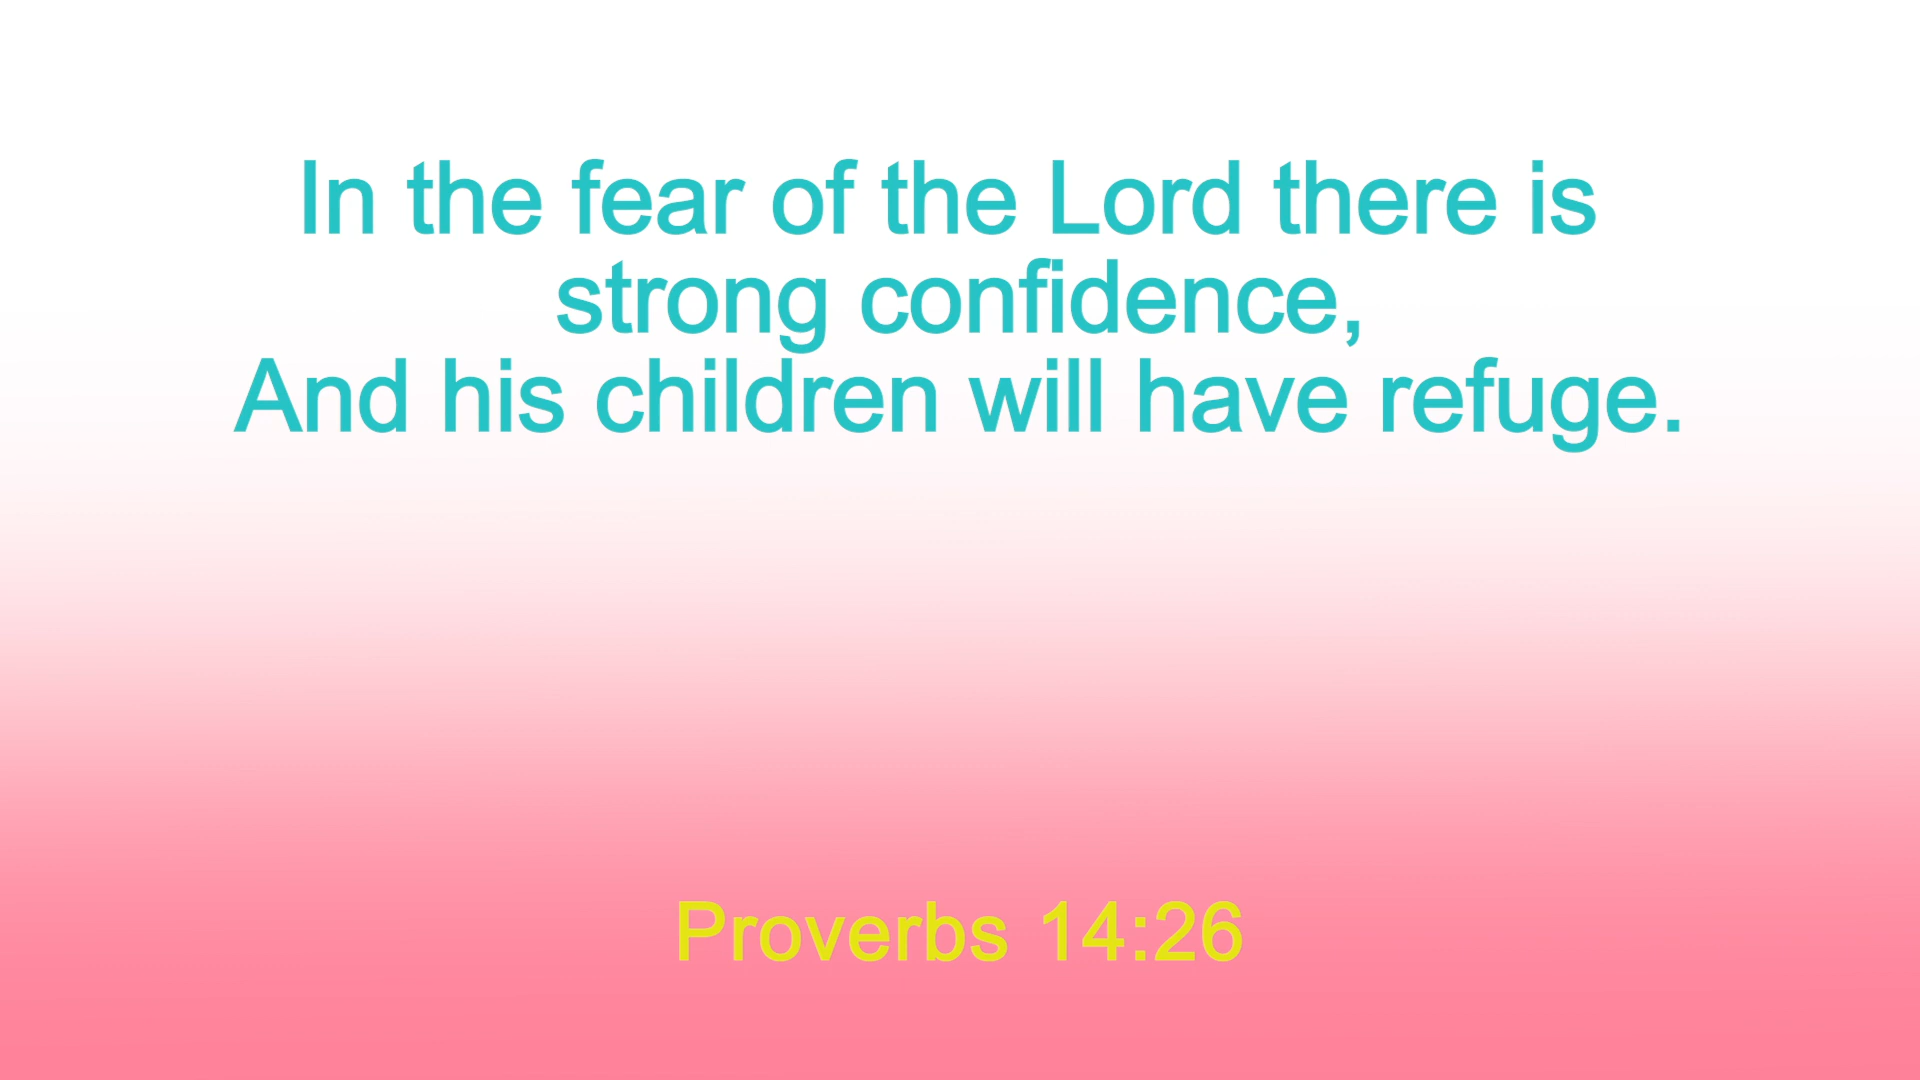 In the fear of the Lord there is
strong confidence,
And his children will have refuge.
Proverbs 14:26